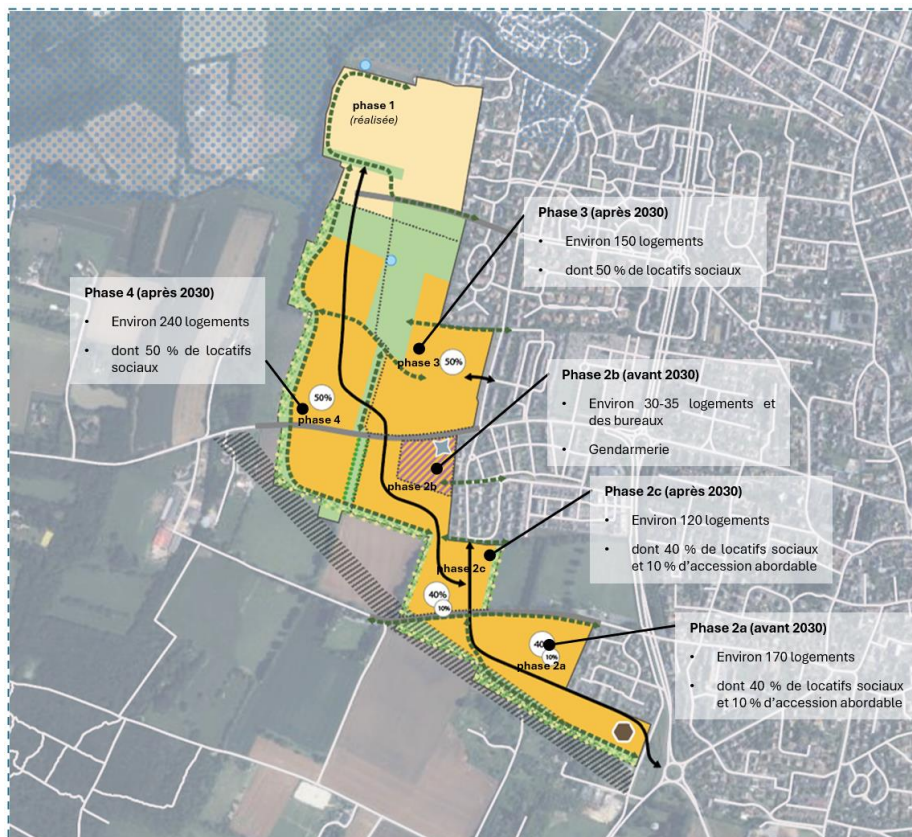 phase 1
(réalisée)
Phase 3 (après 2030)
• Environ 150 logements
• dont 50 % de locatifs sociaux
Phase 4 (après 2030)
• Environ 240 logements
• dont 50 % de locatifs
sociaux
phase 3
50%
Phase 2b (avant 2030)
• Environ 30-35 logements et
des bureaux
• Gendarmerie
50%
phase 4
phase 2b
Phase 2c (après 2030)
• Environ 120 logements
• dont 40 % de locatifs sociaux
et 10 % d’accession abordable
phase 2c
40%
10%
Phase 2a (avant 2030)
• Environ 170 logements
• dont 40 % de locatifs sociaux
et 10 % d’accession abordable
40
10%
phase 2a